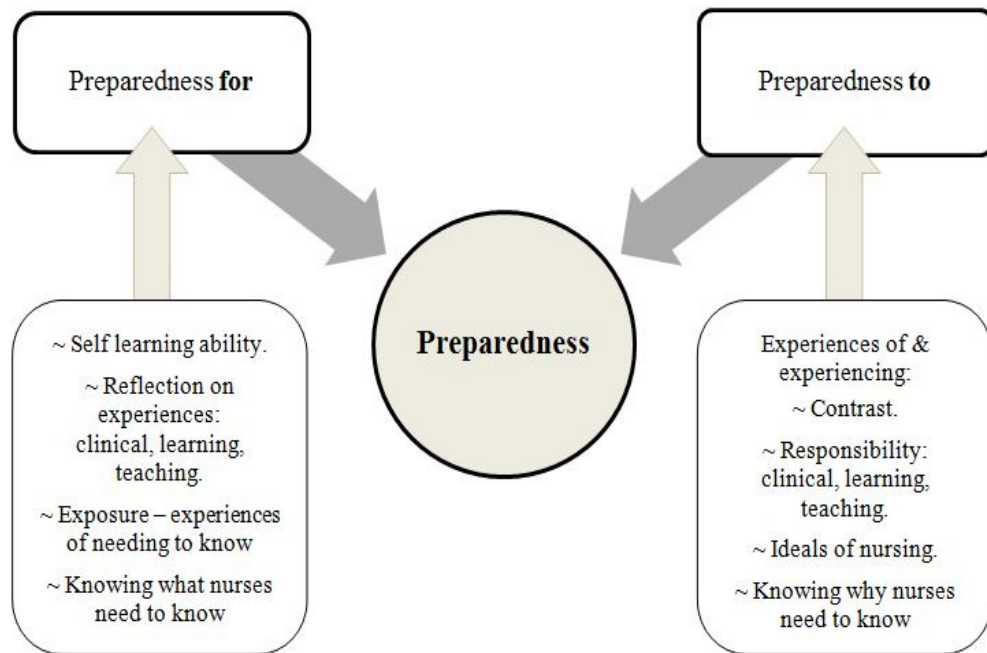 Preparedness for
Preparedness to
Preparedness
~ Self learning ability.
~ Reflection on
experiences:
clinical, learning,
teaching.
~ Exposure – experiences
of needing to know
~ Knowing what nurses
need to know
Experiences of &
experiencing:
~ Contrast.
~ Responsibility:
clinical, learning,
teaching.
~ Ideals of nursing.
~ Knowing why nurses
need to know